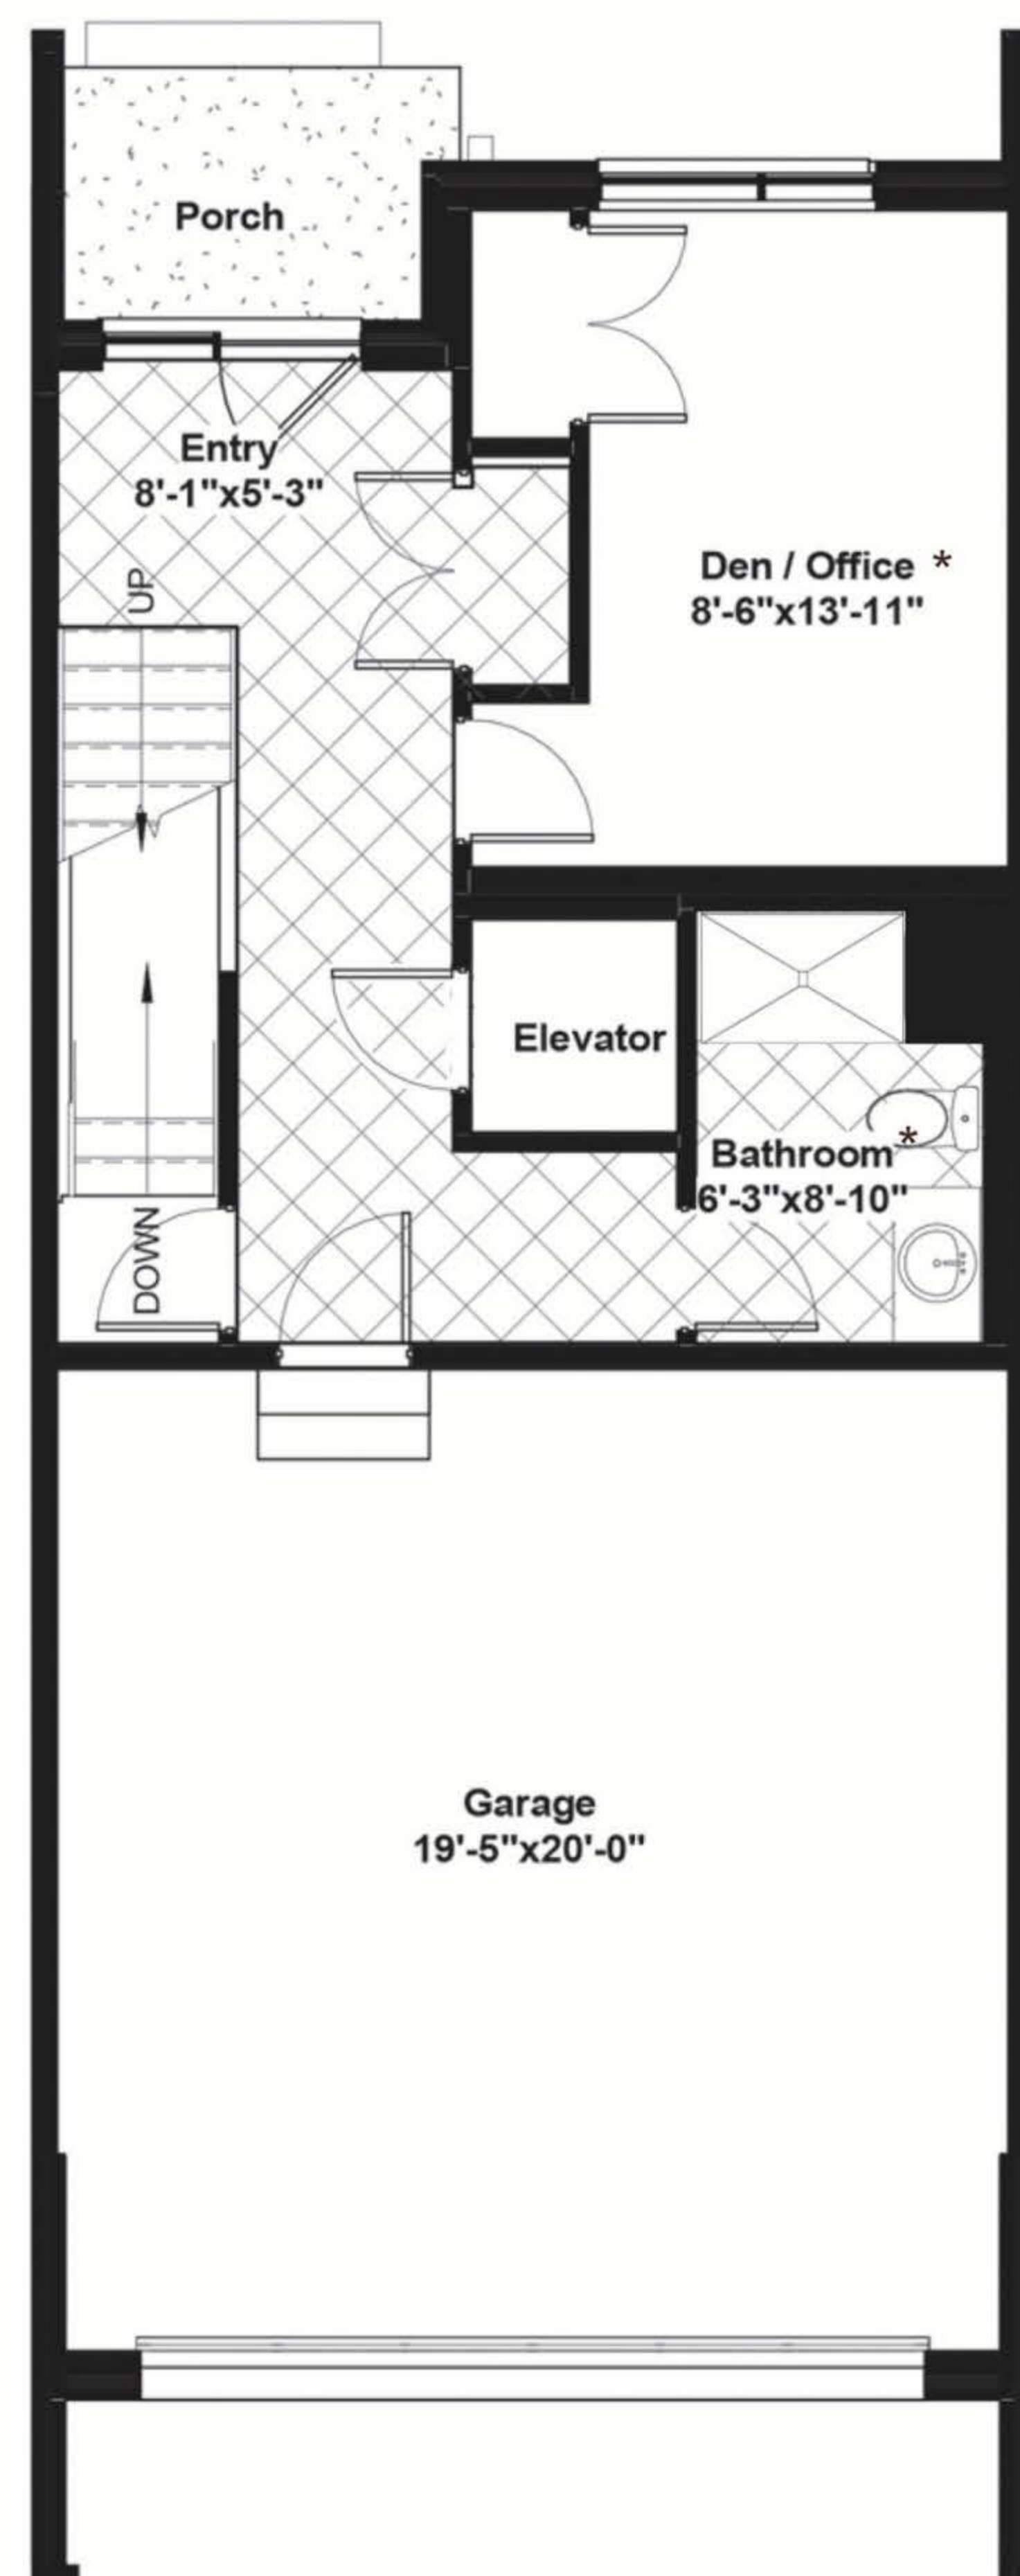 Porch
Entry
8'-1"x5'-3"
UP
Den / Office *
8'-6"x13'-11"
Elevator
Bathroom*
6'-3"x8'-10"
DOWN
Garage
19'-5"x20'-0"